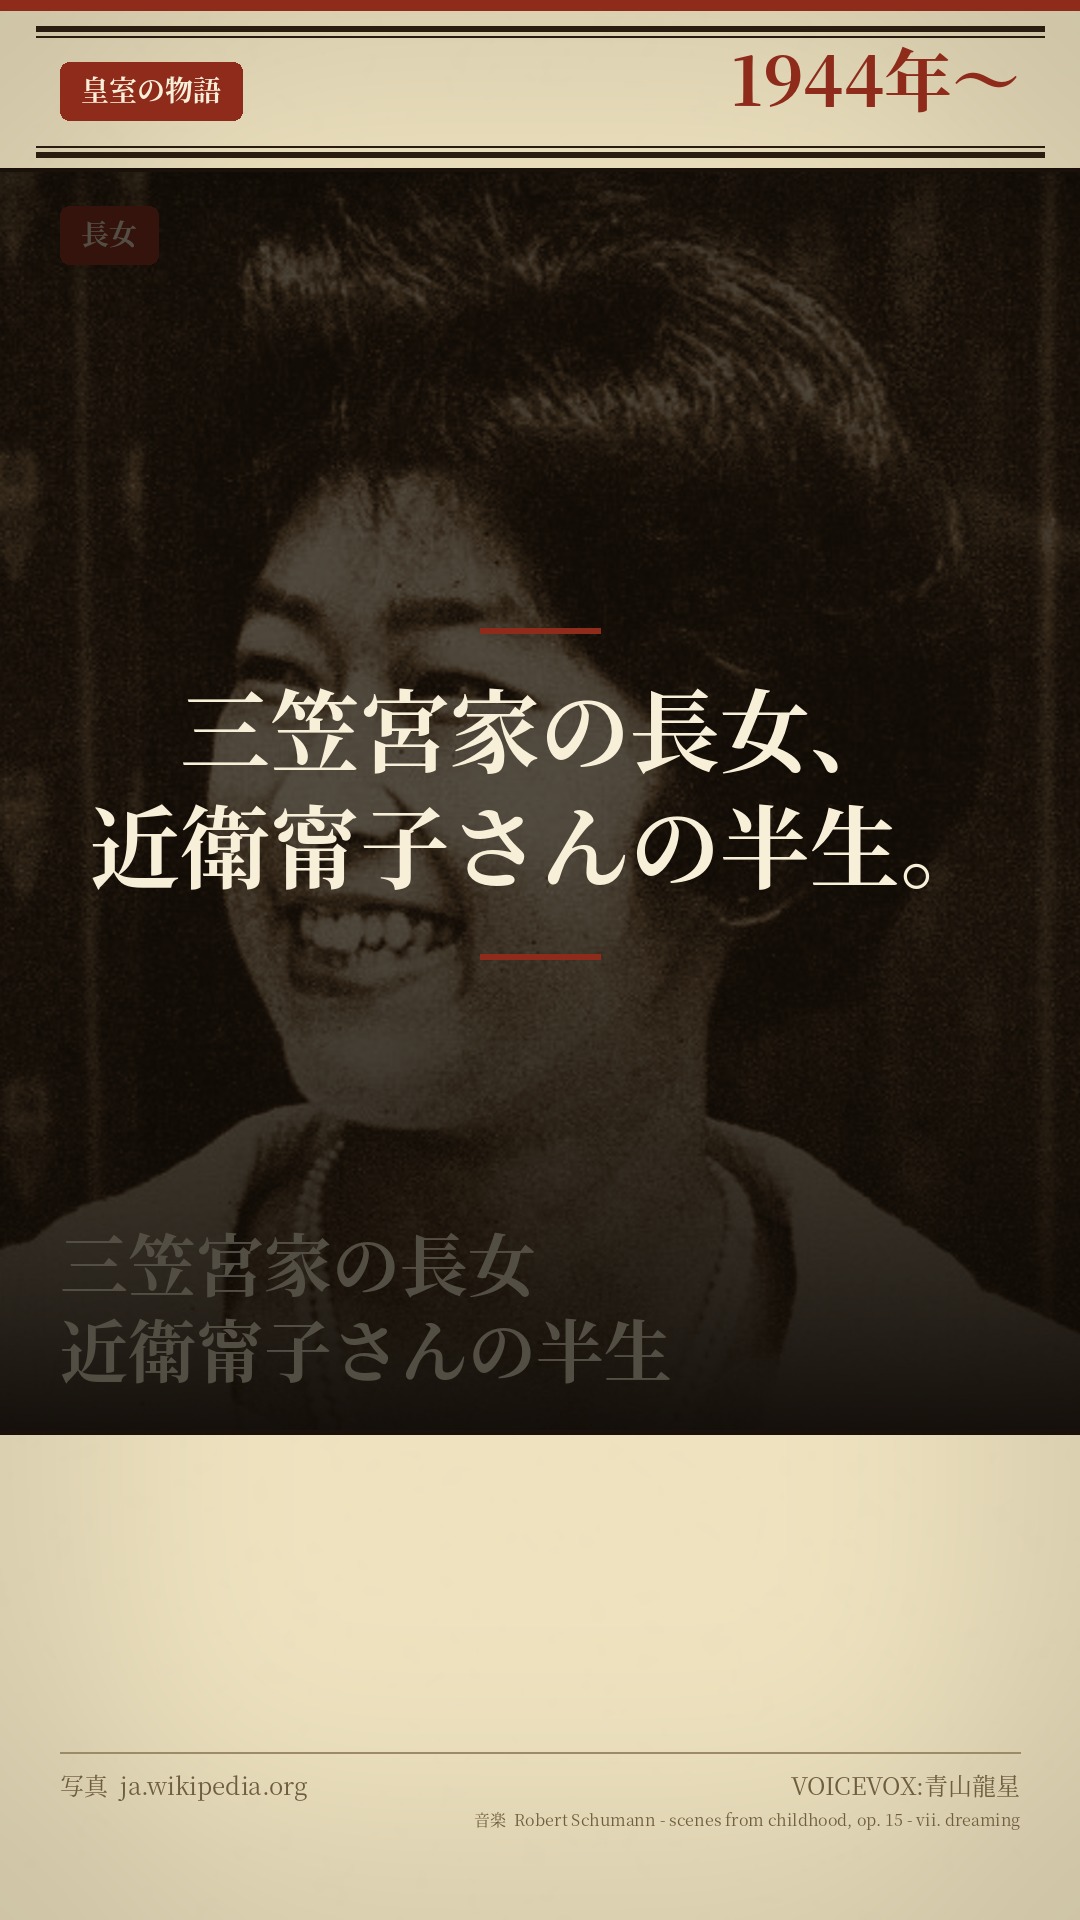 皇室の物語
1944年〜
長女
三笠宮家の長女、
近衛甯子さんの半生。
三笠宮家の長女
近衛甯子さんの半生
写真 ja.wikipedia.org
VOICEVOX:青山龍星
音楽 Robert Schumann - scenes from childhood, op. 15 - vii. dreaming